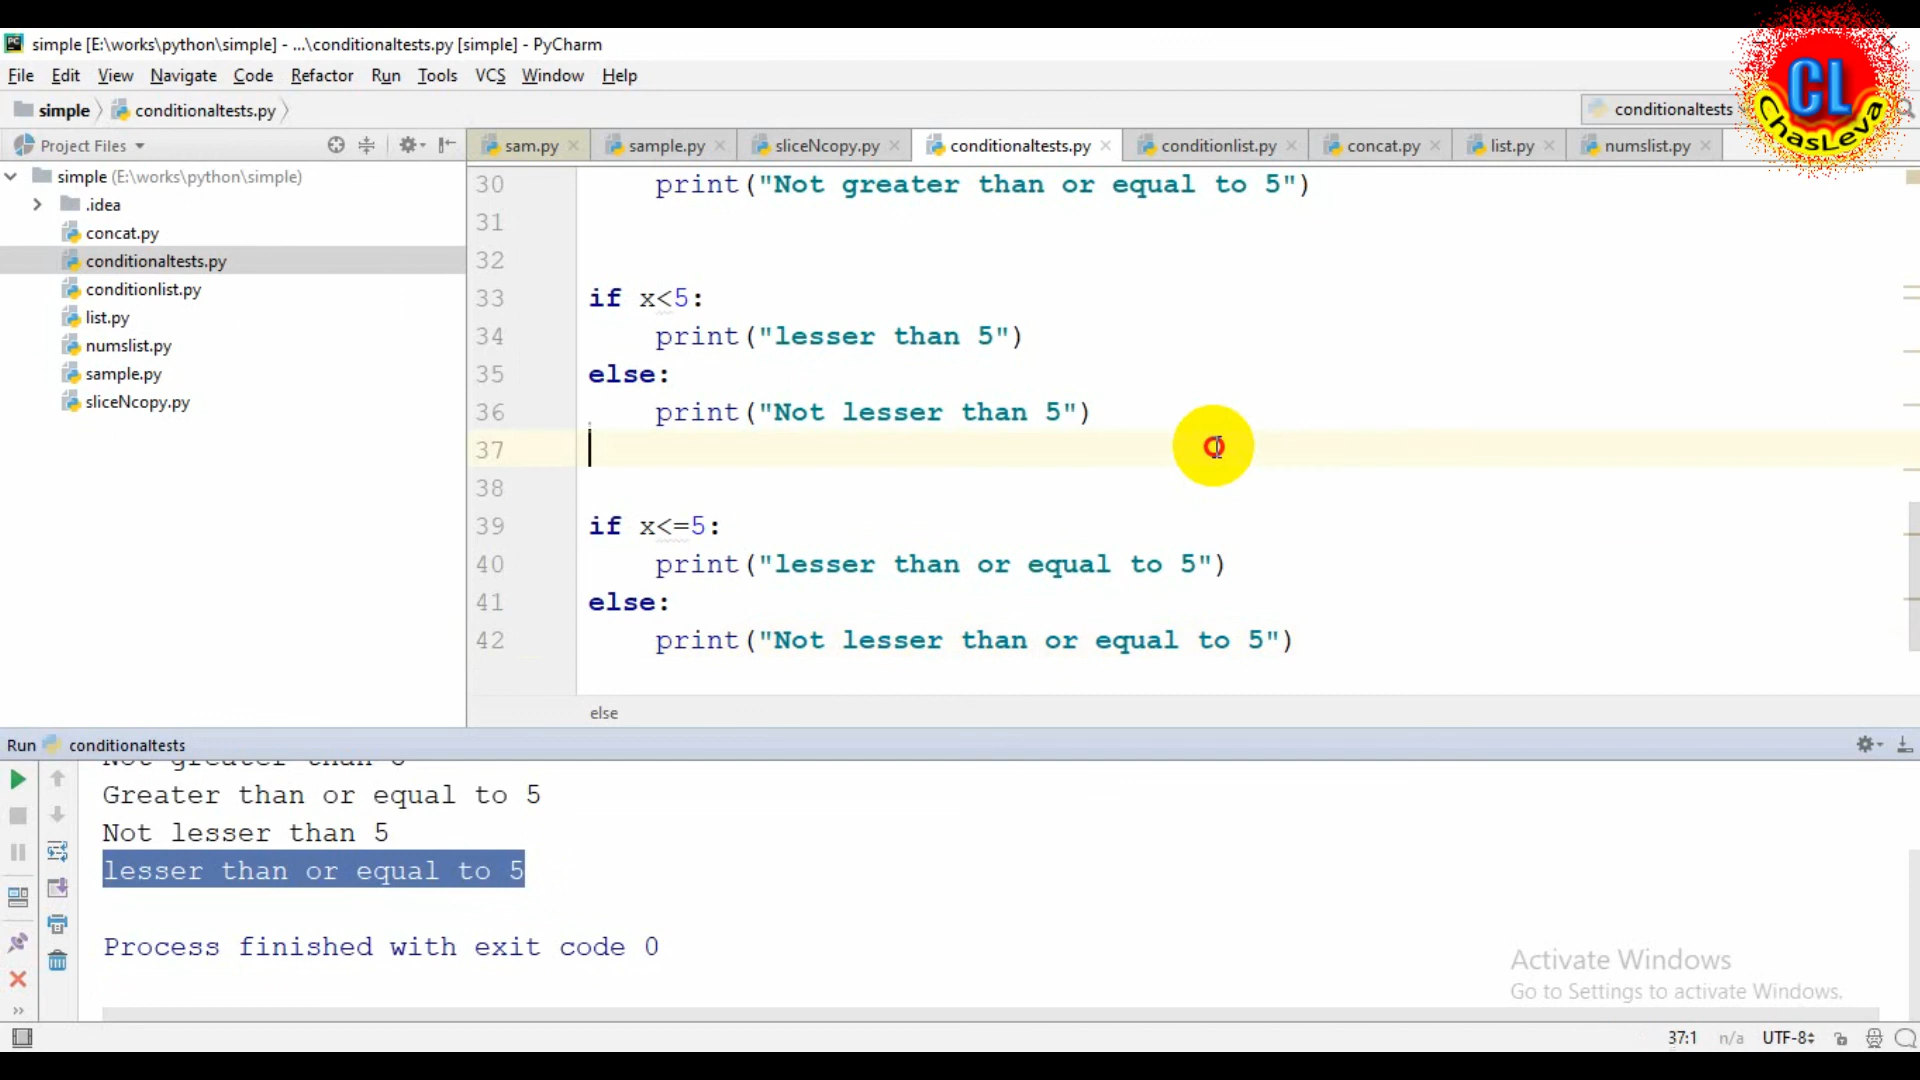 simple [E:\works\python\simple] - ...\conditionaltests.py [simple] - PyCharm
File Edit View Navigate Code Refactor Run Tools VCS Window Help
simple conditionaltests.py conditionaltests
CL
ChasLeva
Project Files
sam.py sample.py sliceNcopy.py conditionaltests.py conditionlist.py concat.py list.py numslist.py
simple (E:\works\python\simple)
.idea
concat.py
conditionaltests.py
conditionlist.py
list.py
numslist.py
sample.py
sliceNcopy.py
30 print("Not greater than or equal to 5")
31
32
33 if x<5:
34 print("lesser than 5")
35 else:
36 print("Not lesser than 5")
37
38
39 if x<=5:
40 print("lesser than or equal to 5")
41 else:
42 print("Not lesser than or equal to 5")
else
Run conditionaltests
Not greater than
Greater than or equal to 5
Not lesser than 5
lesser than or equal to 5
Process finished with exit code 0
Activate Windows
Go to Settings to activate Windows.
37:1 n/a UTF-8